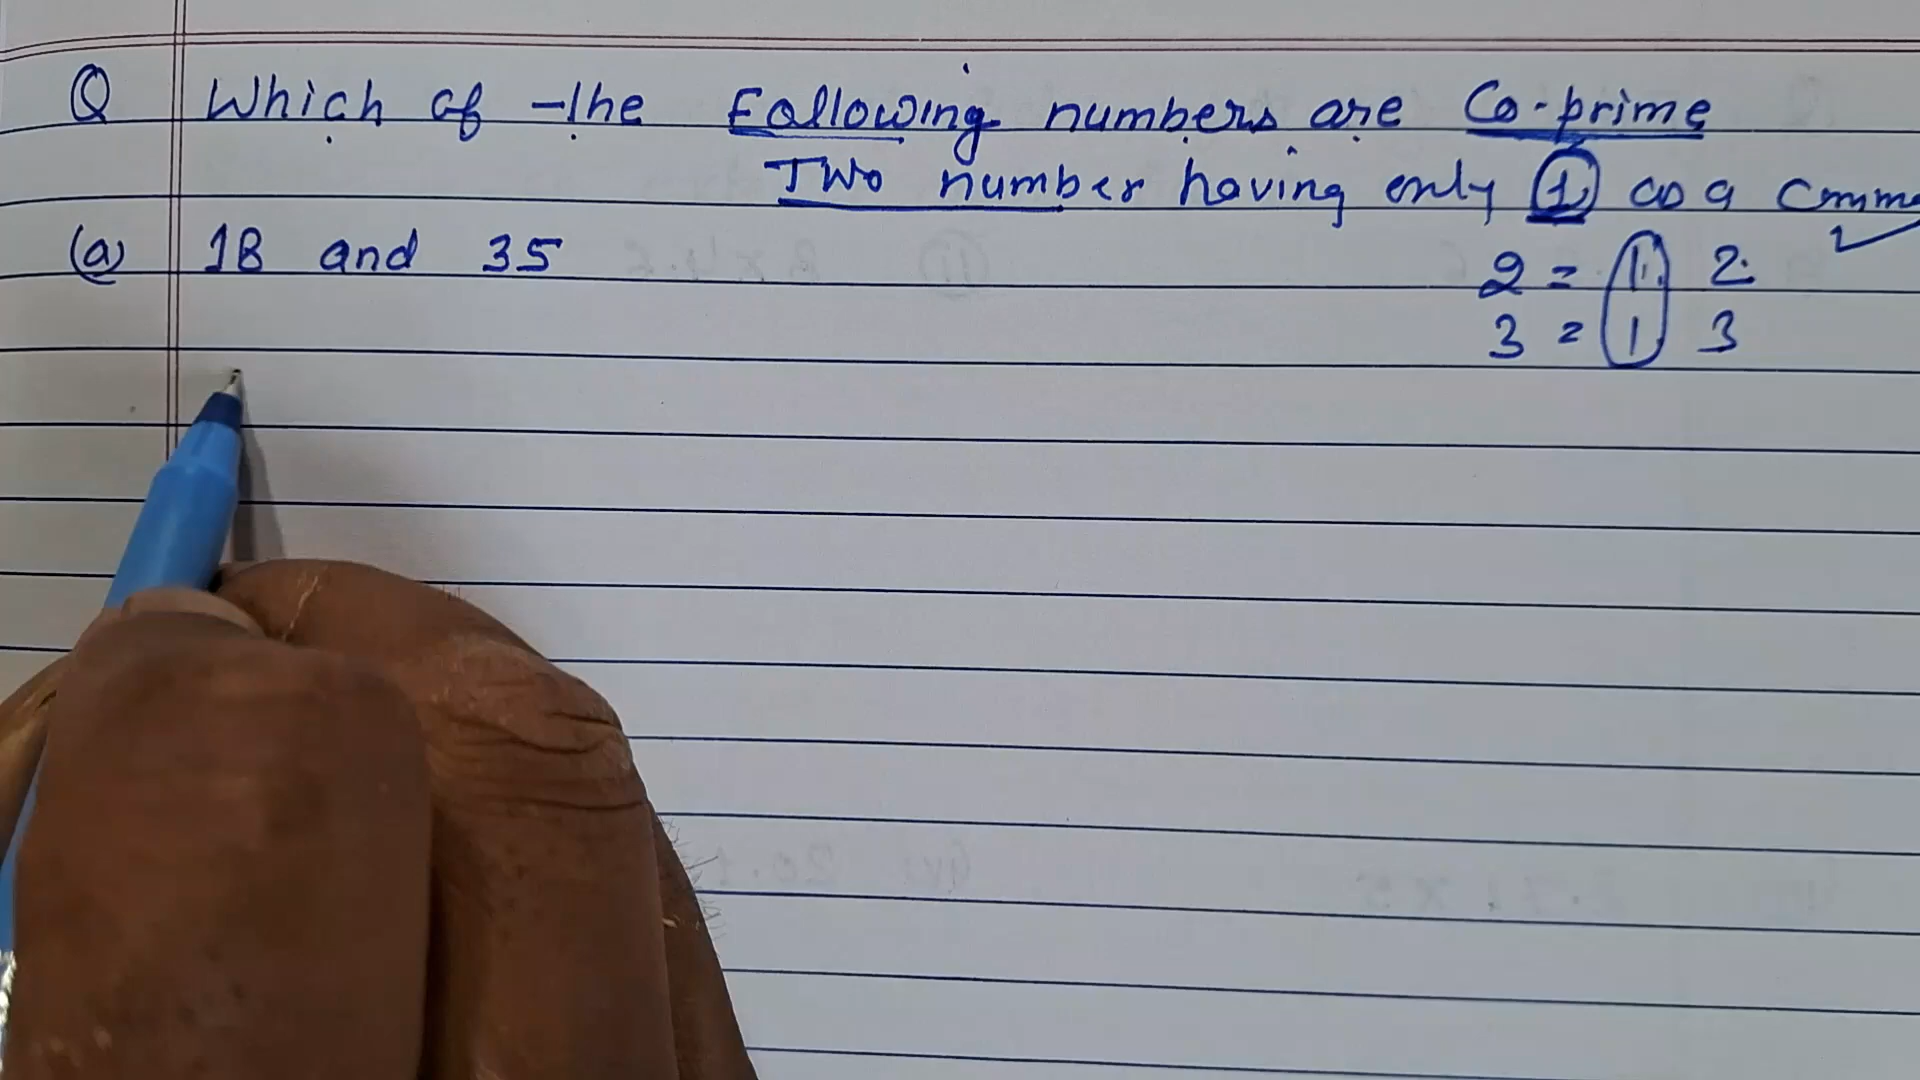 Q Which of the Following numbers are Co-prime
Two number having only 1 as a
(a) 18 and 35
2 = 1. 2.
3 = 1 3